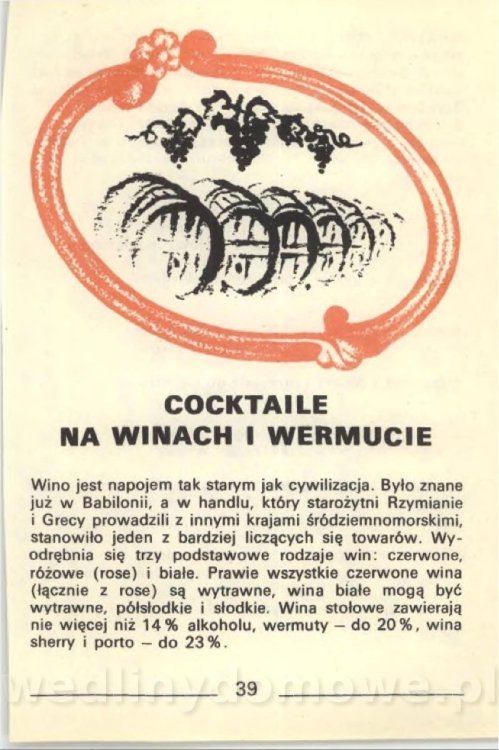 COCKTAILE
NA WINACH I WERMUCIE
Wino jest napojem tak starym jak cywilizacja. Było znane
już w Babilonii, a w handlu, który starożytni Rzymianie
i Grecy prowadzili z innymi krajami śródziemnomorskimi,
stanowiło jeden z bardziej liczących się towarów. Wy-
odrębnia się trzy podstawowe rodzaje win: czerwone,
różowe (rose) i białe. Prawie wszystkie czerwone wina
(łącznie z rose) są wytrawne, wina białe mogą być
wytrawne, półsłodkie i słodkie. Wina stołowe zawierają
nie więcej niż 14 % alkoholu, wermuty – do 20 %, wina
sherry i porto – do 23 %.
39
wedlinydomowe.pl